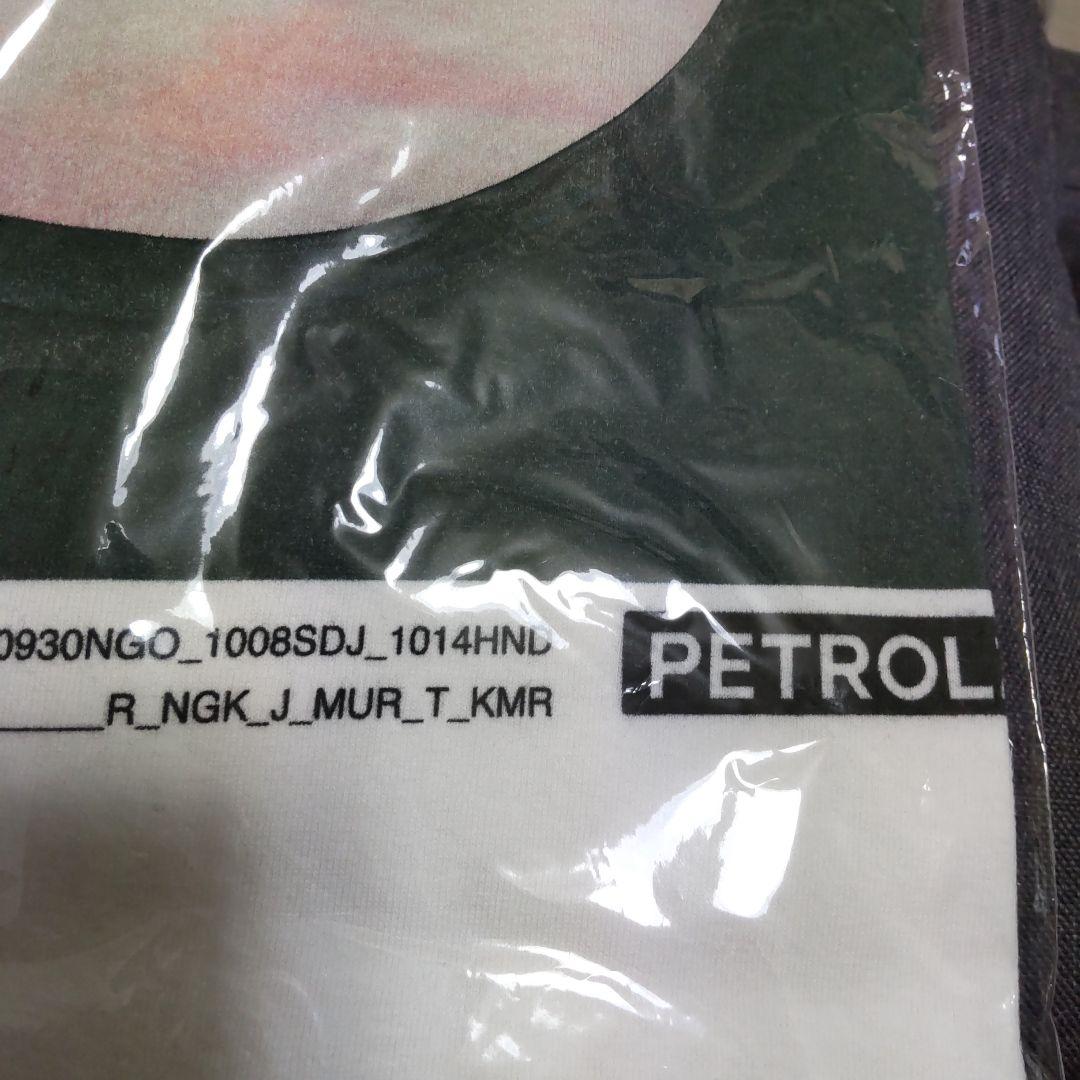 0930NGO_1008SDJ_1014HND
R_NGK_J_MUR_T_KMR
PETROL